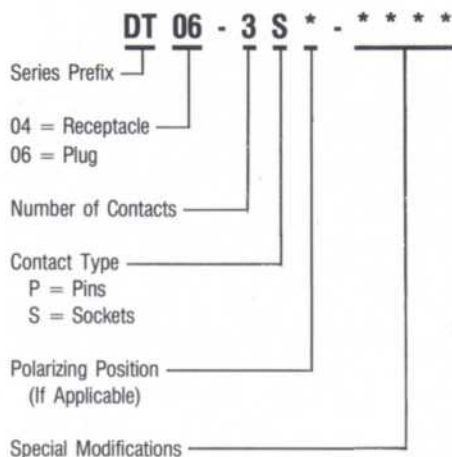 DT 06 - 3 S * - * * * *
Series Prefix
04 = Receptacle
06 = Plug
Number of Contacts
Contact Type
P = Pins
S = Sockets
Polarizing Position
(If Applicable)
Special Modifications